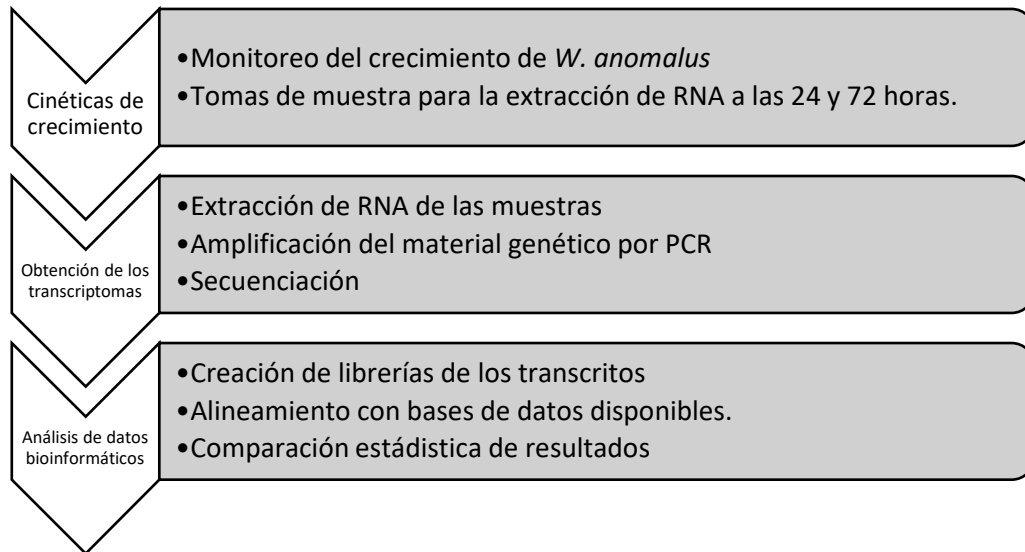 Cinéticas de
crecimiento
•Monitoreo del crecimiento de W. anomalus
•Tomas de muestra para la extracción de RNA a las 24 y 72 horas.
Obtención de los
transcriptomas
•Extracción de RNA de las muestras
•Amplificación del material genético por PCR
•Secuenciación
Análisis de datos
bioinformáticos
•Creación de librerías de los transcritos
•Alineamiento con bases de datos disponibles.
•Comparación estádistica de resultados